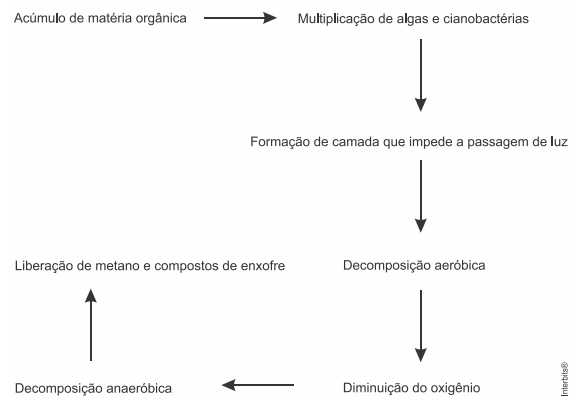 Acúmulo de matéria orgânica
Multiplicação de algas e cianobactérias
Formação de camada que impede a passagem de luz
Decomposição aeróbica
Diminuição do oxigênio
Decomposição anaeróbica
Liberação de metano e compostos de enxofre
Interbits®